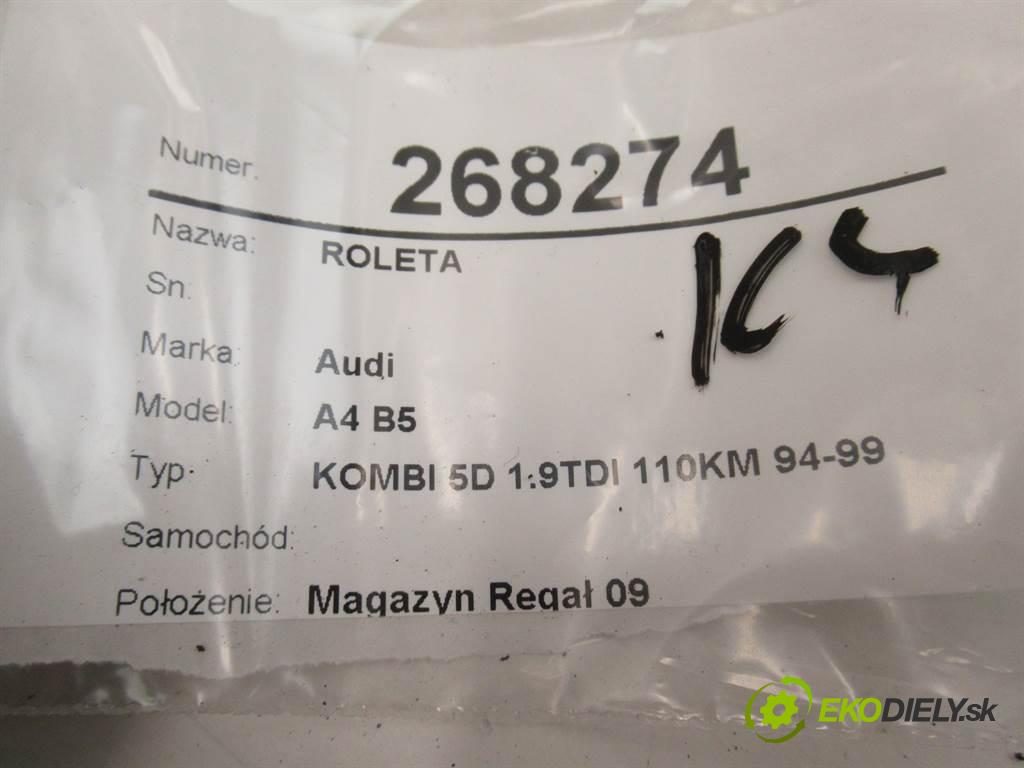 Numer: 268274
Nazwa: ROLETA
Sn:
Marka: Audi
Model: A4 B5
Typ: KOMBI 5D 1.9TDI 110KM 94-99
Samochód:
Położenie: Magazyn Regał 09
EKODIELY.sk